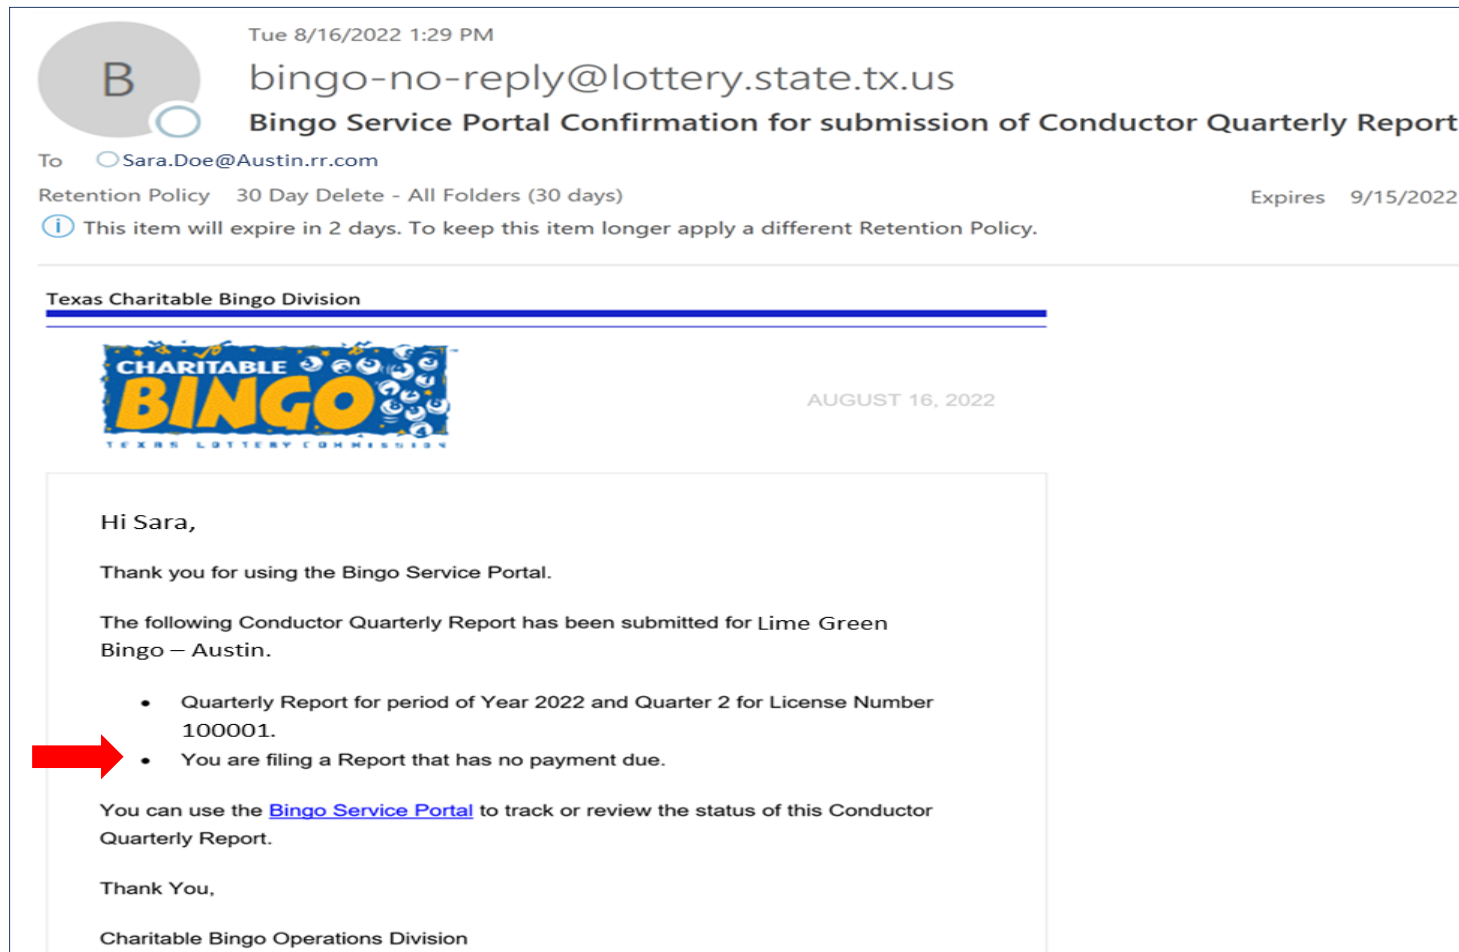 Tue 8/16/2022 1:29 PM
B
bingo-no-reply@lottery.state.tx.us
Bingo Service Portal Confirmation for submission of Conductor Quarterly Report
To Sara.Doe@Austin.rr.com
Retention Policy 30 Day Delete - All Folders (30 days) Expires 9/15/2022
This item will expire in 2 days. To keep this item longer apply a different Retention Policy.
Texas Charitable Bingo Division
CHARITABLE
BINGO
TEXAS LOTTERY COMMISSION
AUGUST 16, 2022
Hi Sara,
Thank you for using the Bingo Service Portal.
The following Conductor Quarterly Report has been submitted for Lime Green
Bingo – Austin.
• Quarterly Report for period of Year 2022 and Quarter 2 for License Number
100001.
• You are filing a Report that has no payment due.
You can use the Bingo Service Portal to track or review the status of this Conductor
Quarterly Report.
Thank You,
Charitable Bingo Operations Division